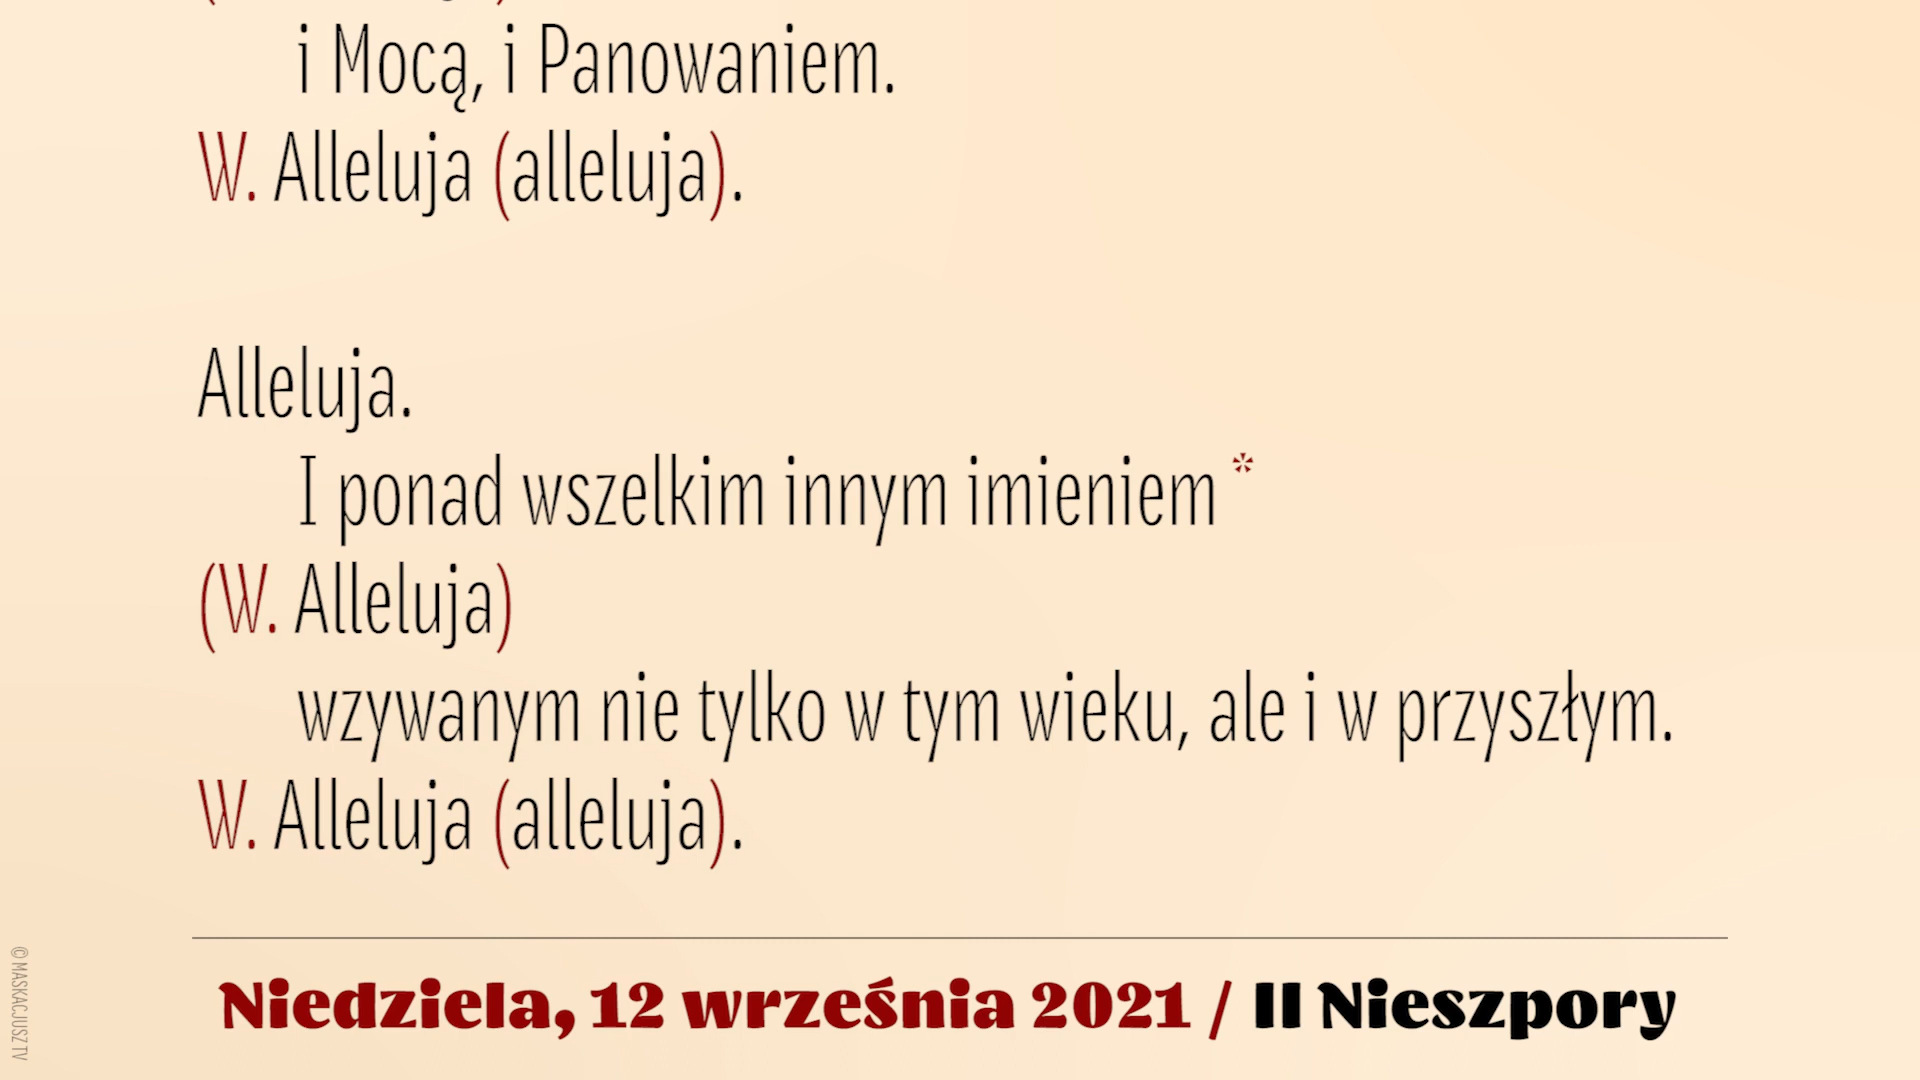 i Mocą, i Panowaniem.
W. Alleluja (alleluja).
Alleluja.
I ponad wszelkim innym imieniem *
(W. Alleluja)
wzywanym nie tylko w tym wieku, ale i w przyszłym.
W. Alleluja (alleluja).
Niedziela, 12 września 2021 / II Nieszpory
© MASKACJUSZ TV